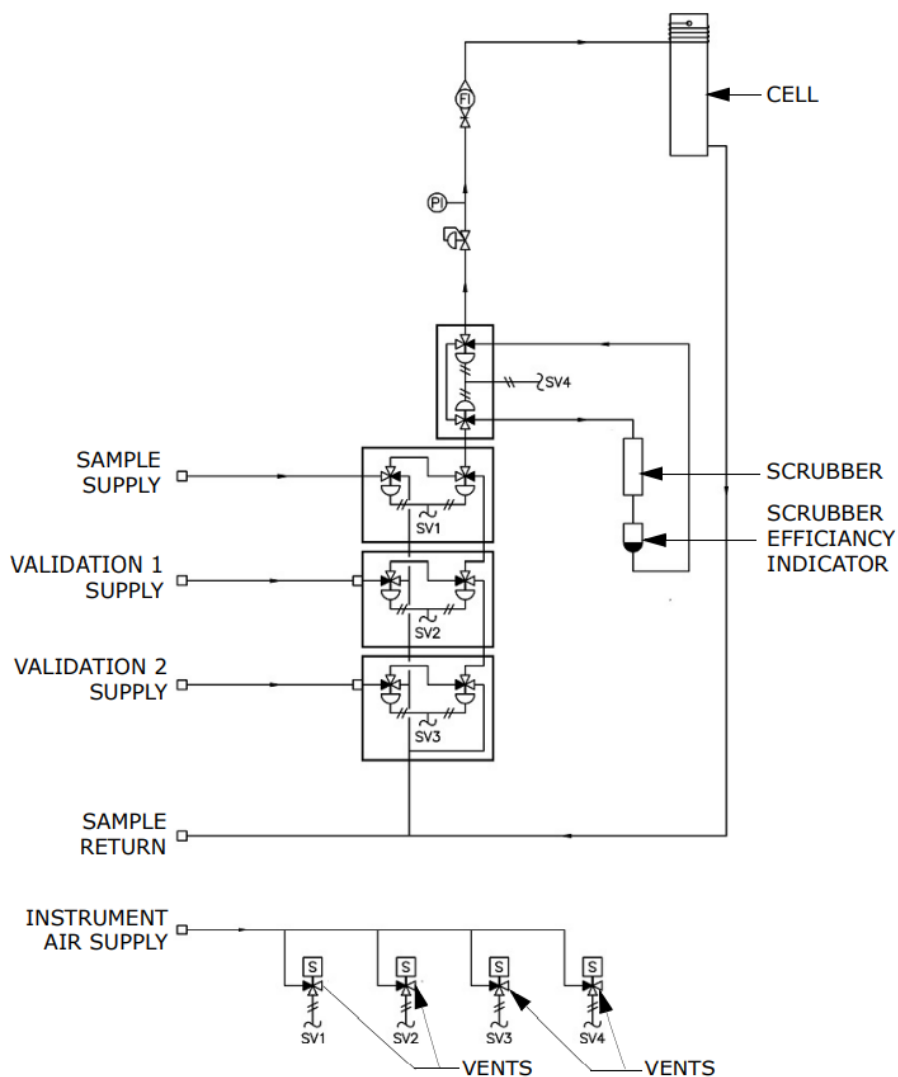 CELL
FI
PI
SV4
SAMPLE
SUPPLY
SV1
SCRUBBER
SCRUBBER
EFFICIANCY
INDICATOR
VALIDATION 1
SUPPLY
SV2
VALIDATION 2
SUPPLY
SV3
SAMPLE
RETURN
INSTRUMENT
AIR SUPPLY
S S S S
SV1 SV2 SV3 SV4
VENTS VENTS